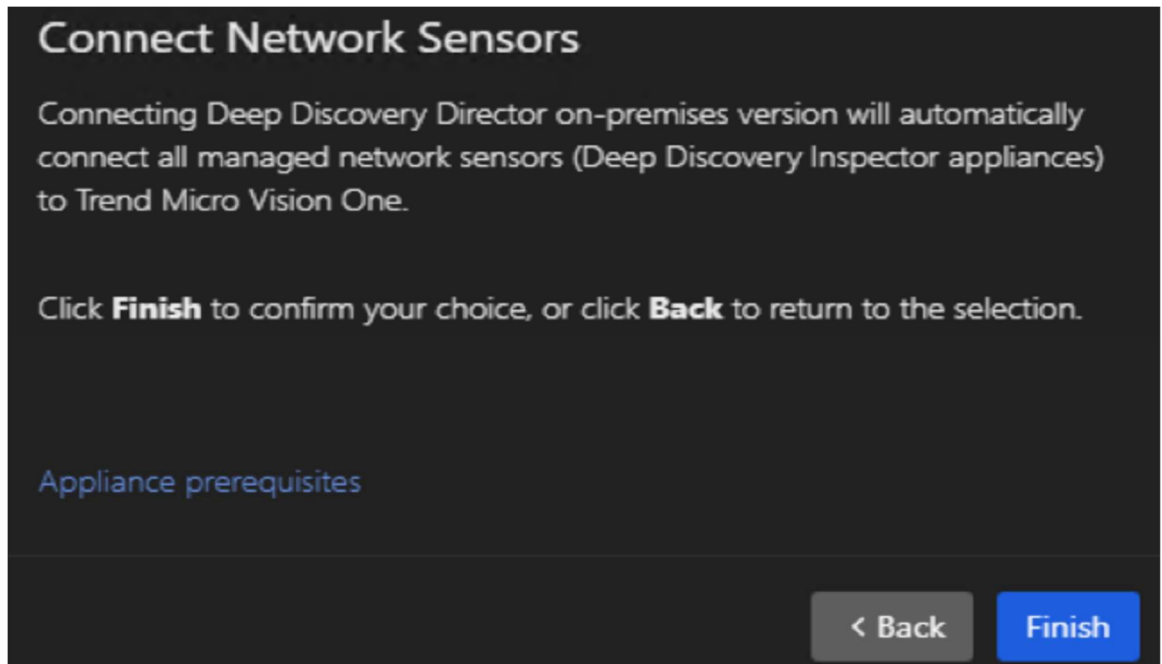 Connect Network Sensors
Connecting Deep Discovery Director on-premises version will automatically
connect all managed network sensors (Deep Discovery Inspector appliances)
to Trend Micro Vision One.
Click Finish to confirm your choice, or click Back to return to the selection.
Appliance prerequisites
< Back
Finish